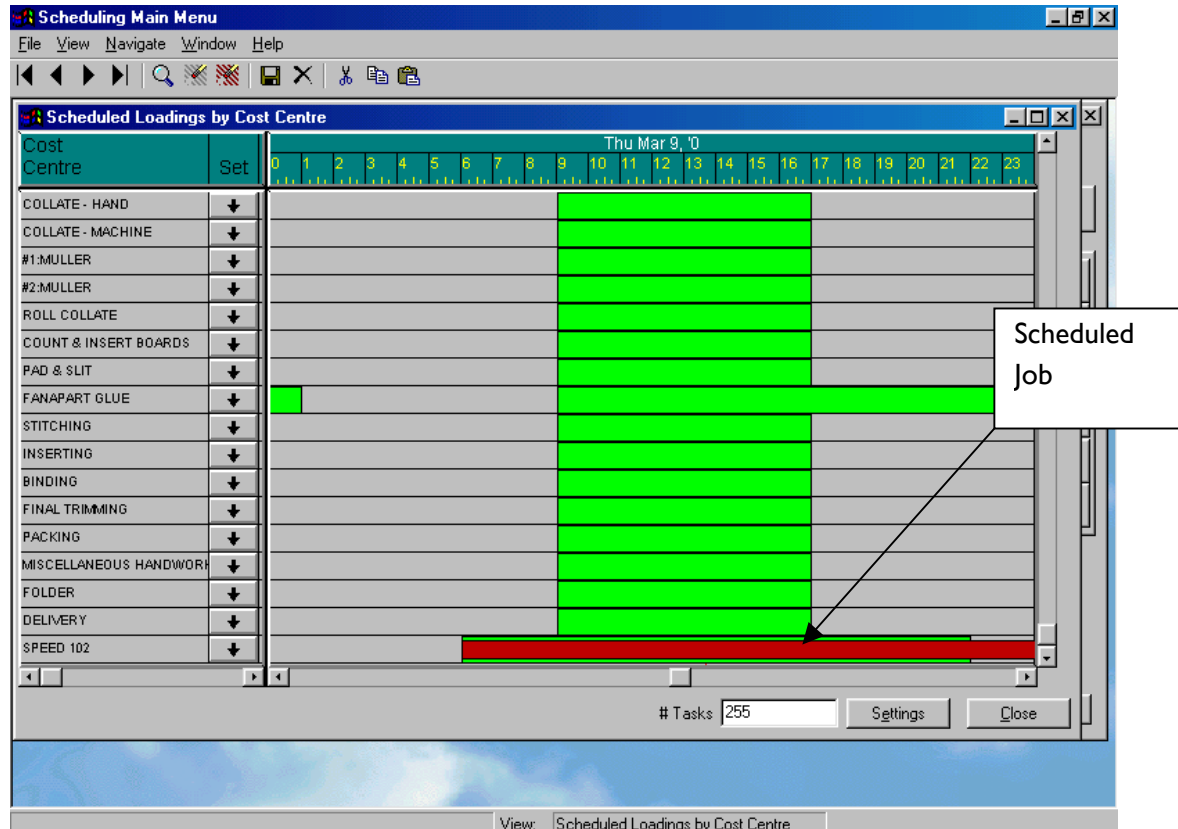 Scheduling Main Menu
File View Navigate Window Help
Scheduled Loadings by Cost Centre
Cost
Centre
Set
Thu Mar 9, '0
0 1 2 3 4 5 6 7 8 9 10 11 12 13 14 15 16 17 18 19 20 21 22 23
COLLATE - HAND
COLLATE - MACHINE
#1:MULLER
#2:MULLER
ROLL COLLATE
COUNT & INSERT BOARDS
PAD & SLIT
FANAPART GLUE
STITCHING
INSERTING
BINDING
FINAL TRIMMING
PACKING
MISCELLANEOUS HANDWORK
FOLDER
DELIVERY
SPEED 102
Scheduled
Job
# Tasks 255 Settings Close
View: Scheduled Loadings by Cost Centre